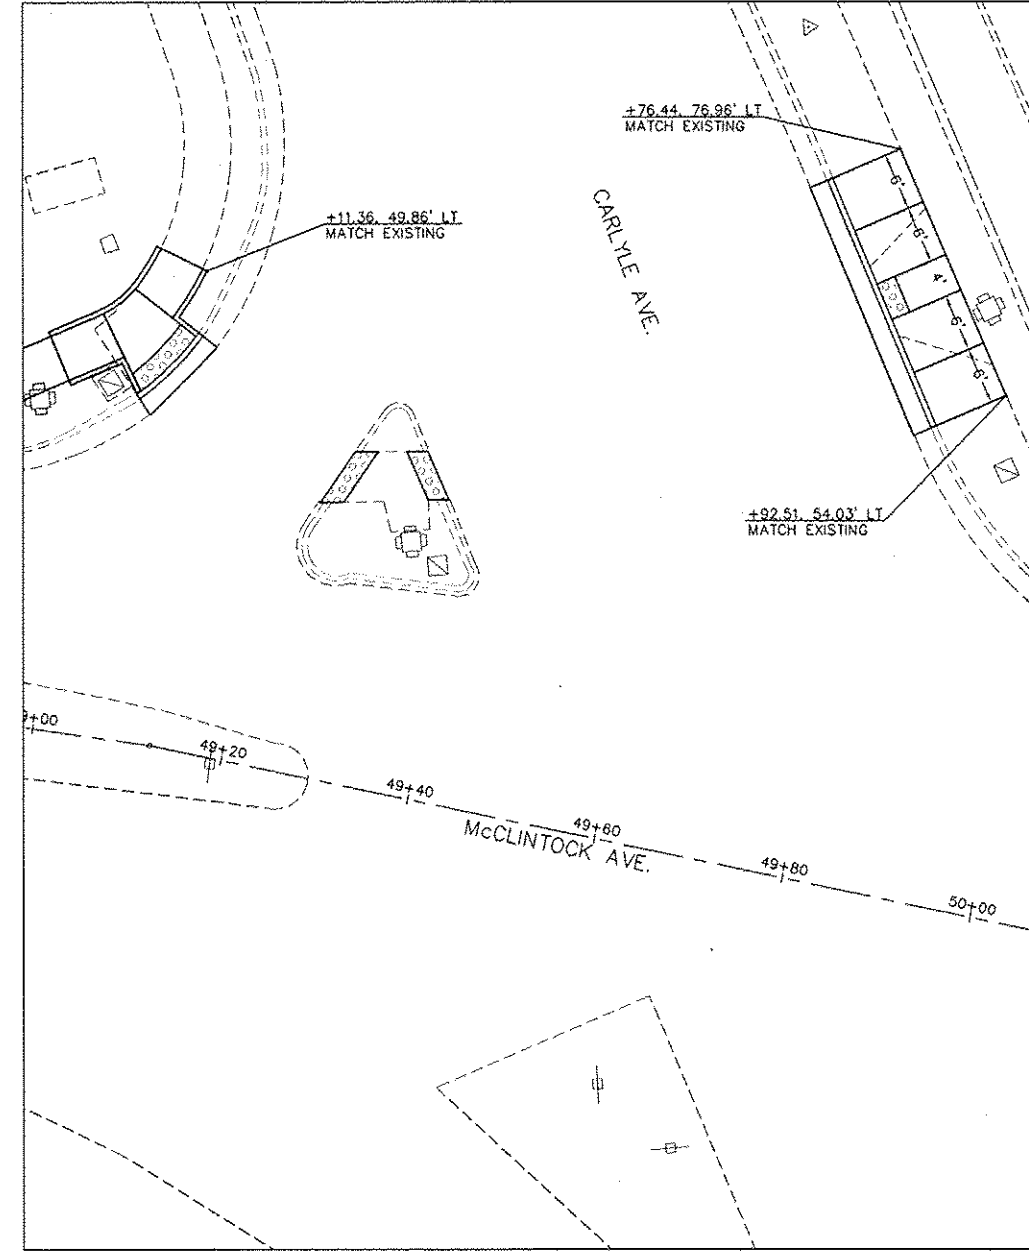 +76.44, 76.96' LT
MATCH EXISTING
+11.36, 49.86' LT
MATCH EXISTING
CARLYLE AVE.
6'
6'
4'
6'
6'
+92.51, 54.03' LT
MATCH EXISTING
9+00
49+20
49+40
49+60
49+80
50+00
McCLINTOCK AVE.